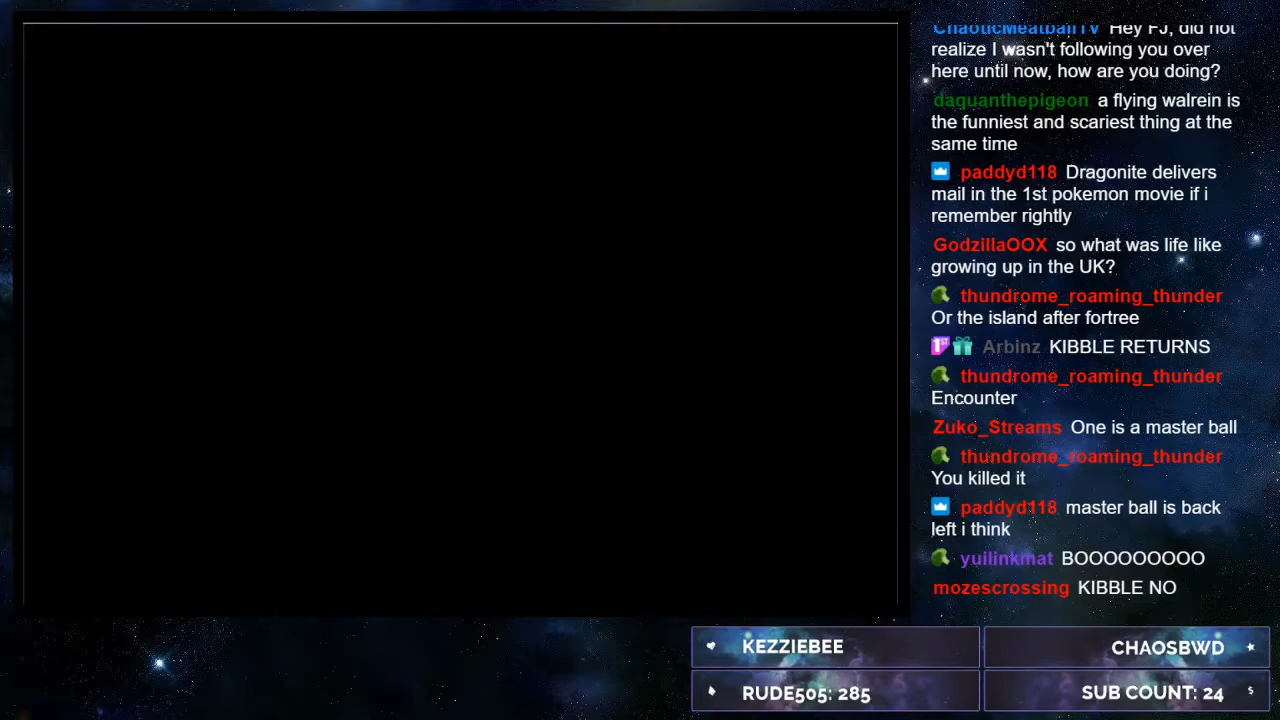 ChaoticMeatballTV Hey FJ, did not
realize I wasn't following you over
here until now, how are you doing?
daquanthepigeon a flying walrein is
the funniest and scariest thing at the
same time
paddyd118 Dragonite delivers
mail in the 1st pokemon movie if i
remember rightly
GodzillaOOX so what was life like
growing up in the UK?
thundrome_roaming_thunder
Or the island after fortree
1ST Arbinz KIBBLE RETURNS
thundrome_roaming_thunder
Encounter
Zuko_Streams One is a master ball
thundrome_roaming_thunder
You killed it
paddyd118 master ball is back
left i think
yuilinkmat BOOOOOOOOO
mozescrossing KIBBLE NO
KEZZIEBEE
CHAOSBWD
RUDE505: 285
SUB COUNT: 24